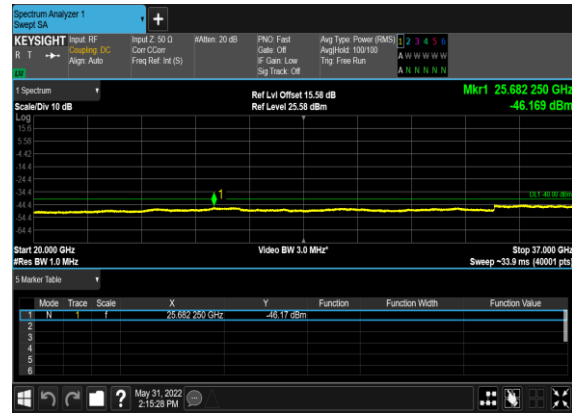 Spectrum Analyzer 1
Swept SA
KEYSIGHT Input: RF Input Z: 50 Ω #Atten: 20 dB PNO: Fast Avg Type: Power (RMS) 1 2 3 4 5 6
R T Coupling: DC Corr CCorr Gate: Off Avg|Hold: 100/100 A W W W W W
Align: Auto Freq Ref: Int (S) IF Gain: Low Trig: Free Run
LXI Sig Track: Off A N N N N N
1 Spectrum Ref Lvl Offset 15.58 dB Mkr1 25.682 250 GHz
Scale/Div 10 dB Ref Level 25.58 dBm -46.169 dBm
Log
15.6
5.58
-4.42
-14.4
-24.4
-34.4 1 DL1 -40.00 dBm
-44.4
-54.4
-64.4
Start 20.000 GHz Video BW 3.0 MHz* Stop 37.000 GHz
#Res BW 1.0 MHz Sweep ~33.9 ms (40001 pts)
5 Marker Table
Mode Trace Scale X Y Function Function Width Function Value
1 N 1 f 25.682 250 GHz -46.17 dBm
2
3
4
5
6
? May 31, 2022
2:15:28 PM